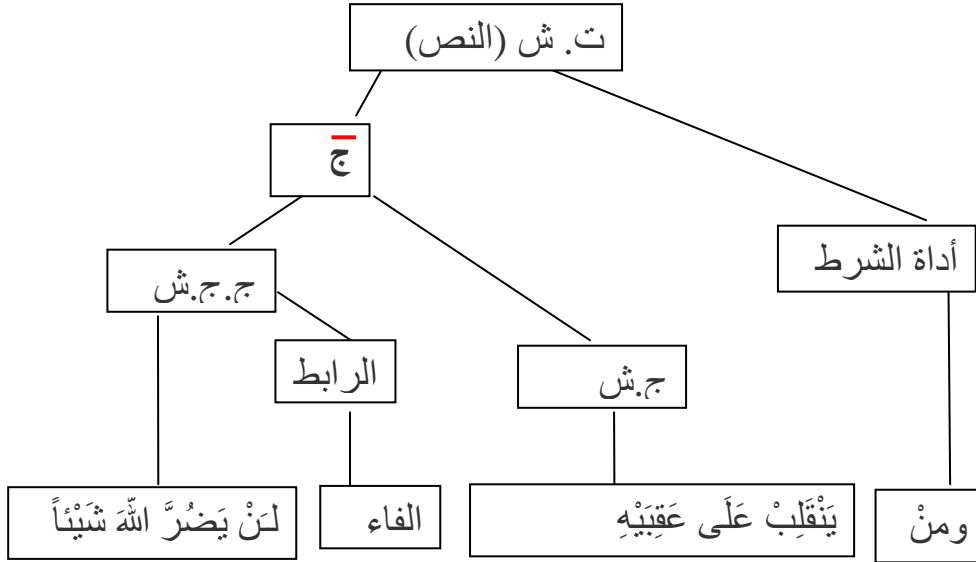 ت. ش (النص)
ج
أداة الشرط
ج.ج.ش
الرابط
ج.ش
ومنْ
يَنْقَلِبْ عَلَى عَقِبَيْهِ
الفاء
لَنْ يَضُرَّ اللّهَ شَيْئاً